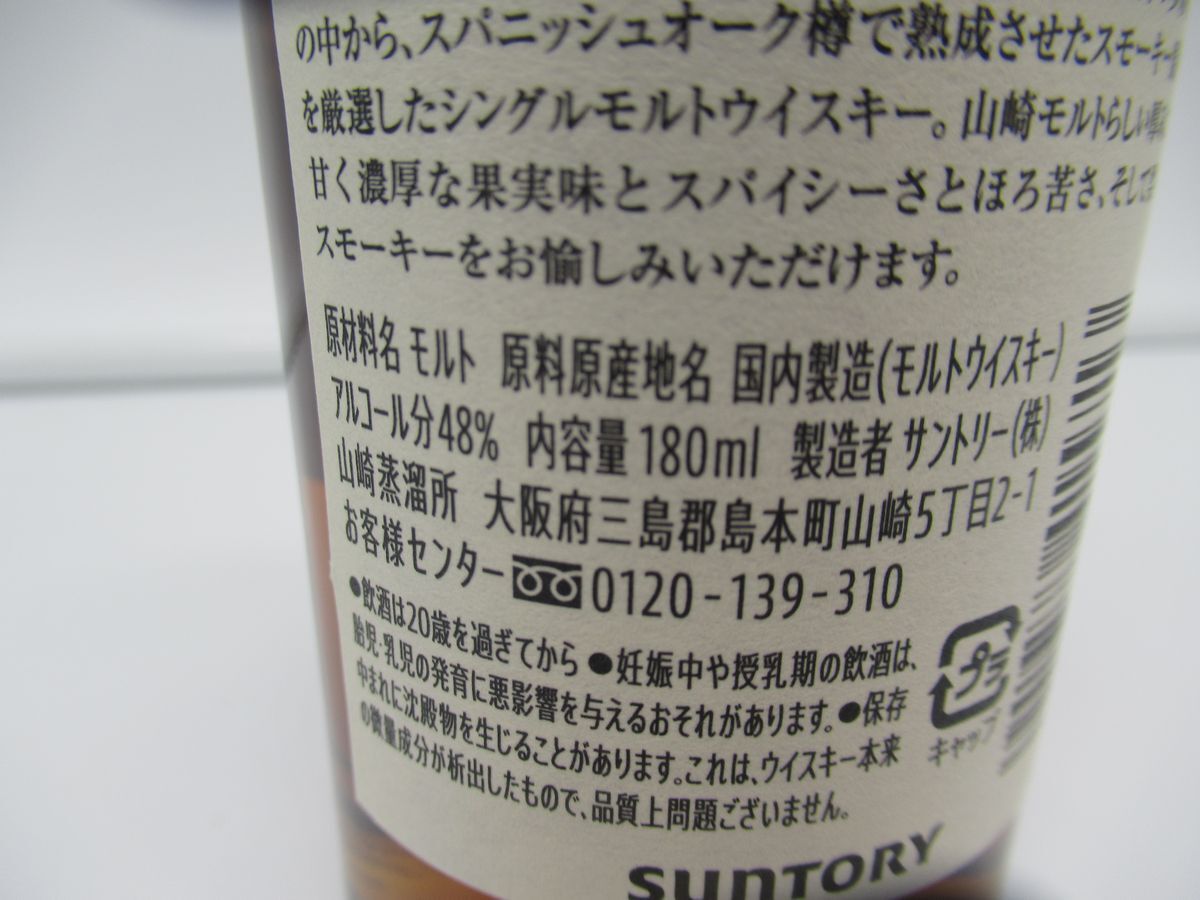 の中から、スパニッシュオーク樽で熟成させたスモーキー
を厳選したシングルモルトウイスキー。山崎モルトらしい
甘く濃厚な果実味とスパイシーさとほろ苦さ、そして
スモーキーをお愉しみいただけます。
原材料名 モルト 原料原産地名 国内製造(モルトウイスキー)
アルコール分48% 内容量180ml 製造者 サントリー(株)
山崎蒸溜所 大阪府三島郡島本町山崎5丁目2-1
お客様センター 0120-139-310
●飲酒は20歳を過ぎてから ●妊娠中や授乳期の飲酒は、
胎児・乳児の発育に悪影響を与えるおそれがあります。●保存
中まれに沈殿物を生じることがあります。これは、ウイスキー本来
の微量成分が析出したもので、品質上問題ございません。
プラ
キャップ
SUNTORY